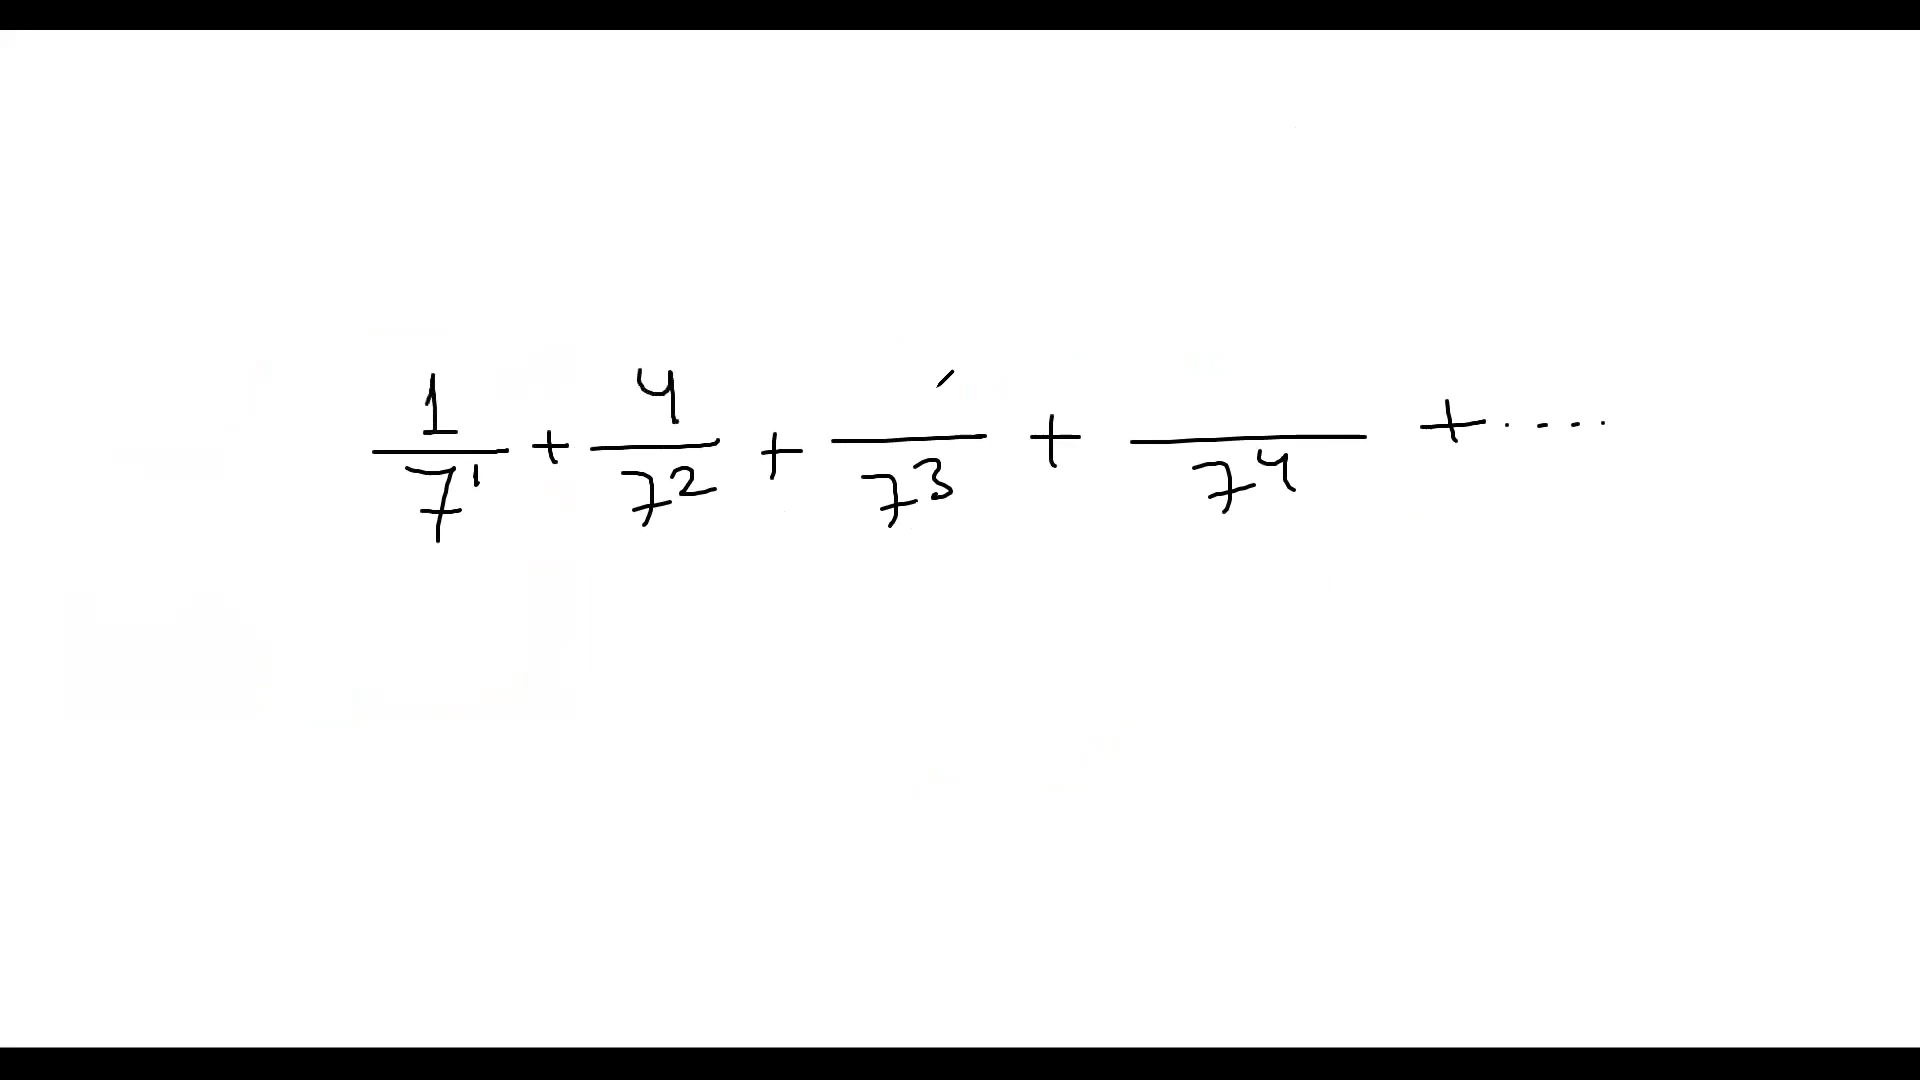 1/7¹ + 4/7² + /7³ + /7⁴ + ....